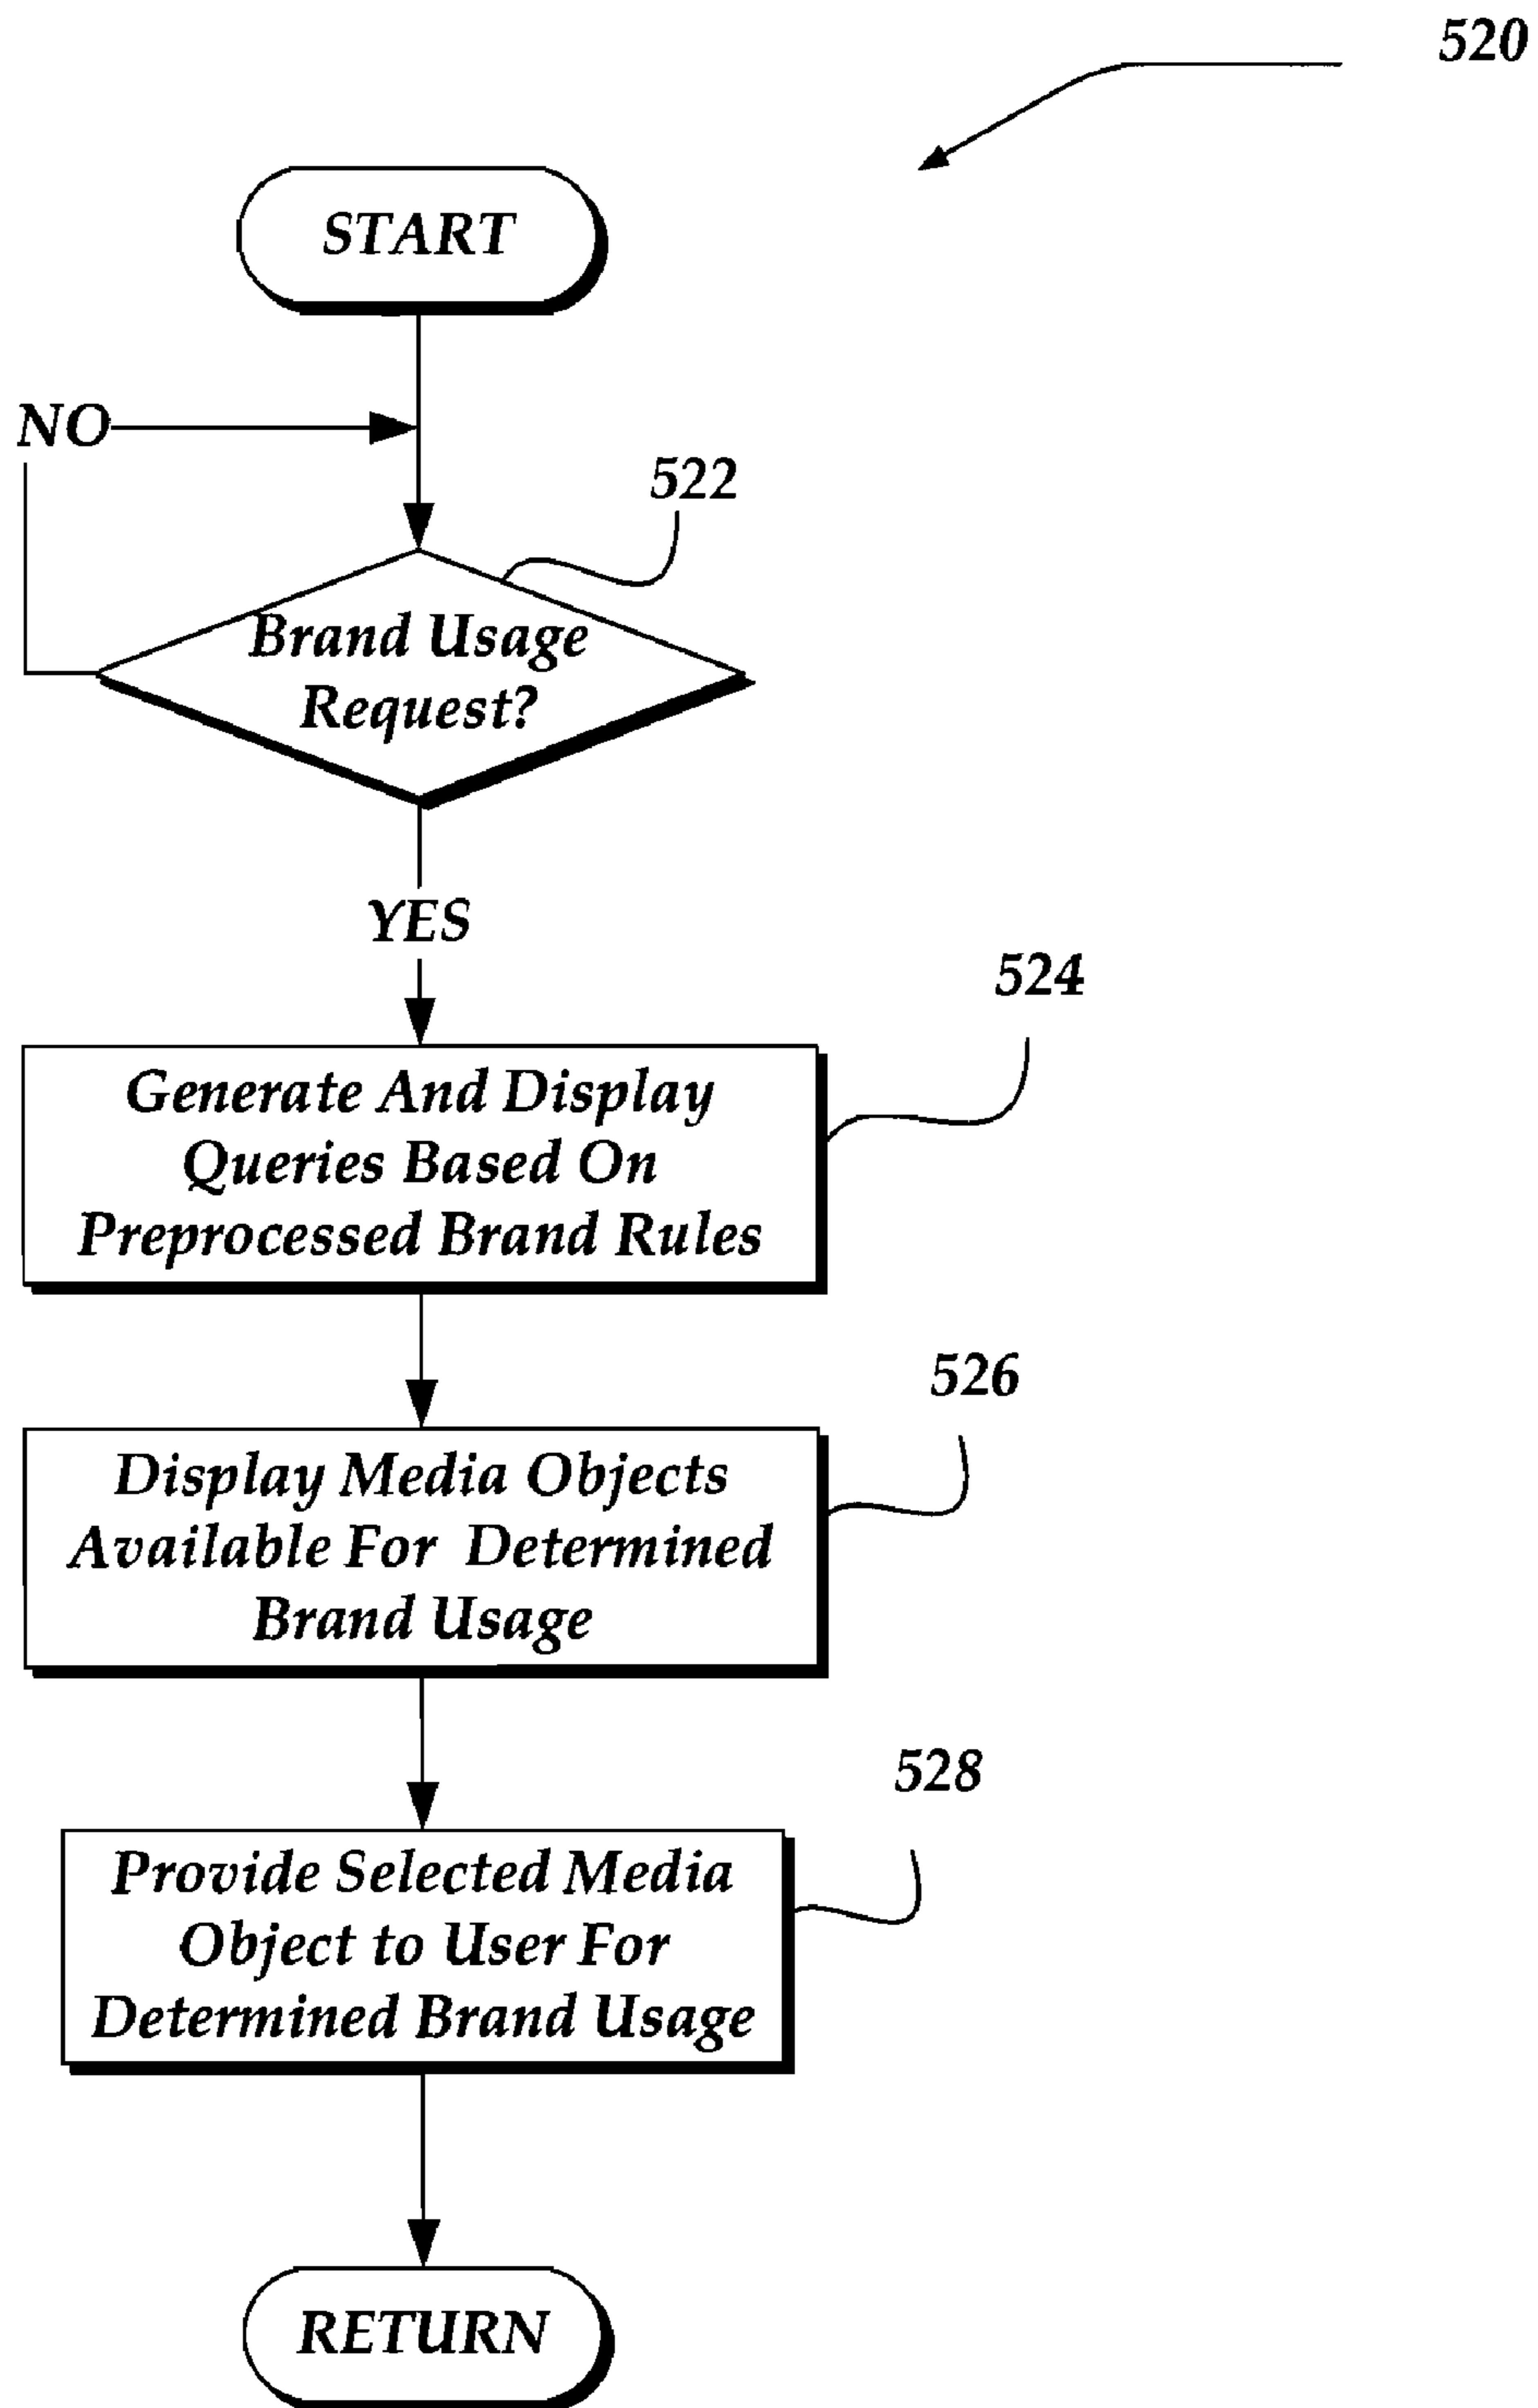 520
START
NO
522
Brand Usage
Request?
YES
524
Generate And Display
Queries Based On
Preprocessed Brand Rules
526
Display Media Objects
Available For Determined
Brand Usage
528
Provide Selected Media
Object to User For
Determined Brand Usage
RETURN